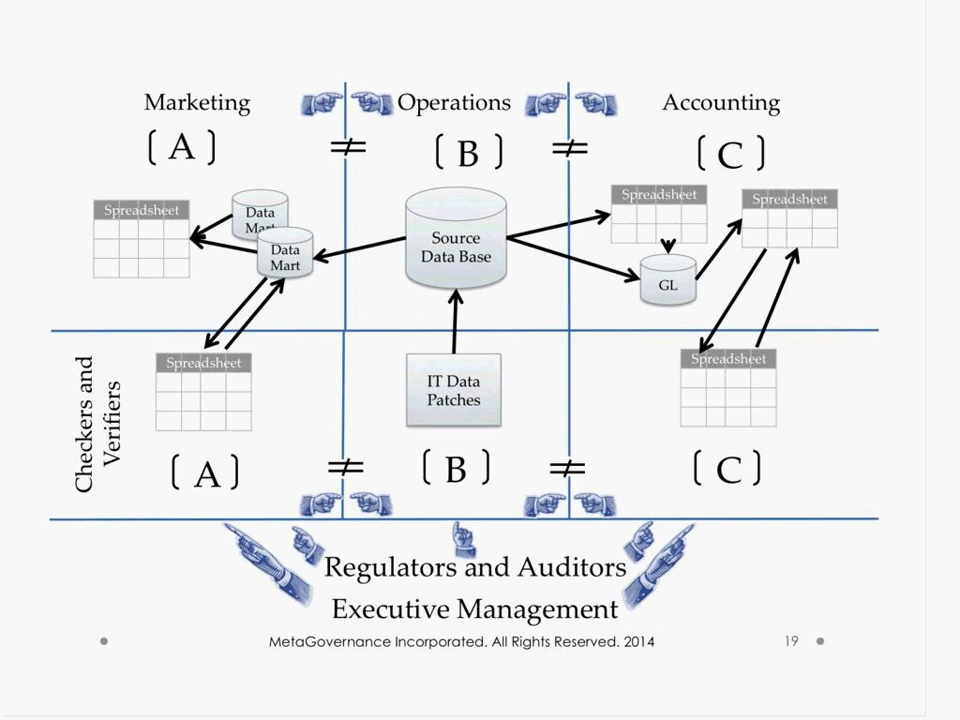 Marketing
Operations
Accounting
[ A ]
≠
[ B ]
≠
[ C ]
Spreadsheet
Data
Mart
Data
Mart
Source
Data Base
Spreadsheet
Spreadsheet
GL
Checkers and
Verifiers
Spreadsheet
IT Data
Patches
Spreadsheet
[ A ]
≠
[ B ]
≠
[ C ]
Regulators and Auditors
Executive Management
MetaGovernance Incorporated. All Rights Reserved. 2014
19